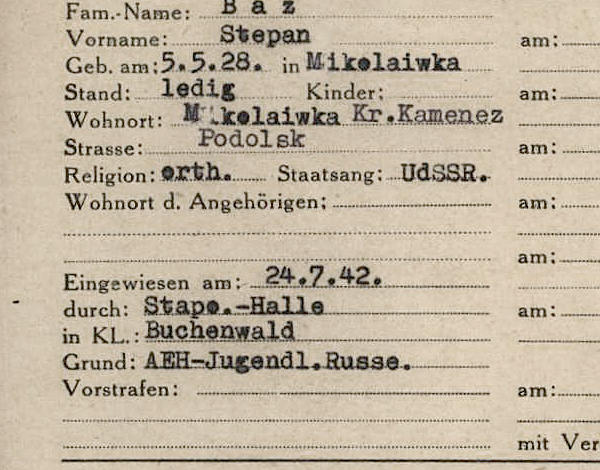 Fam.-Name: B a z
Vorname: Stepan am:
Geb. am: 5.5.28. in Mikolaiwka
Stand: ledig Kinder: am:
Wohnort: Mikolaiwka Kr.Kamenez
Podolsk
Strasse: am:
Religion: orth. Staatsang: UdSSR.
Wohnort d. Angehörigen: am:
am:
Eingewiesen am: 24.7.42.
durch: Stapo.-Halle am:
in KL.: Buchenwald
Grund: AEH-Jugendl.Russe.
Vorstrafen: am:
mit Ver